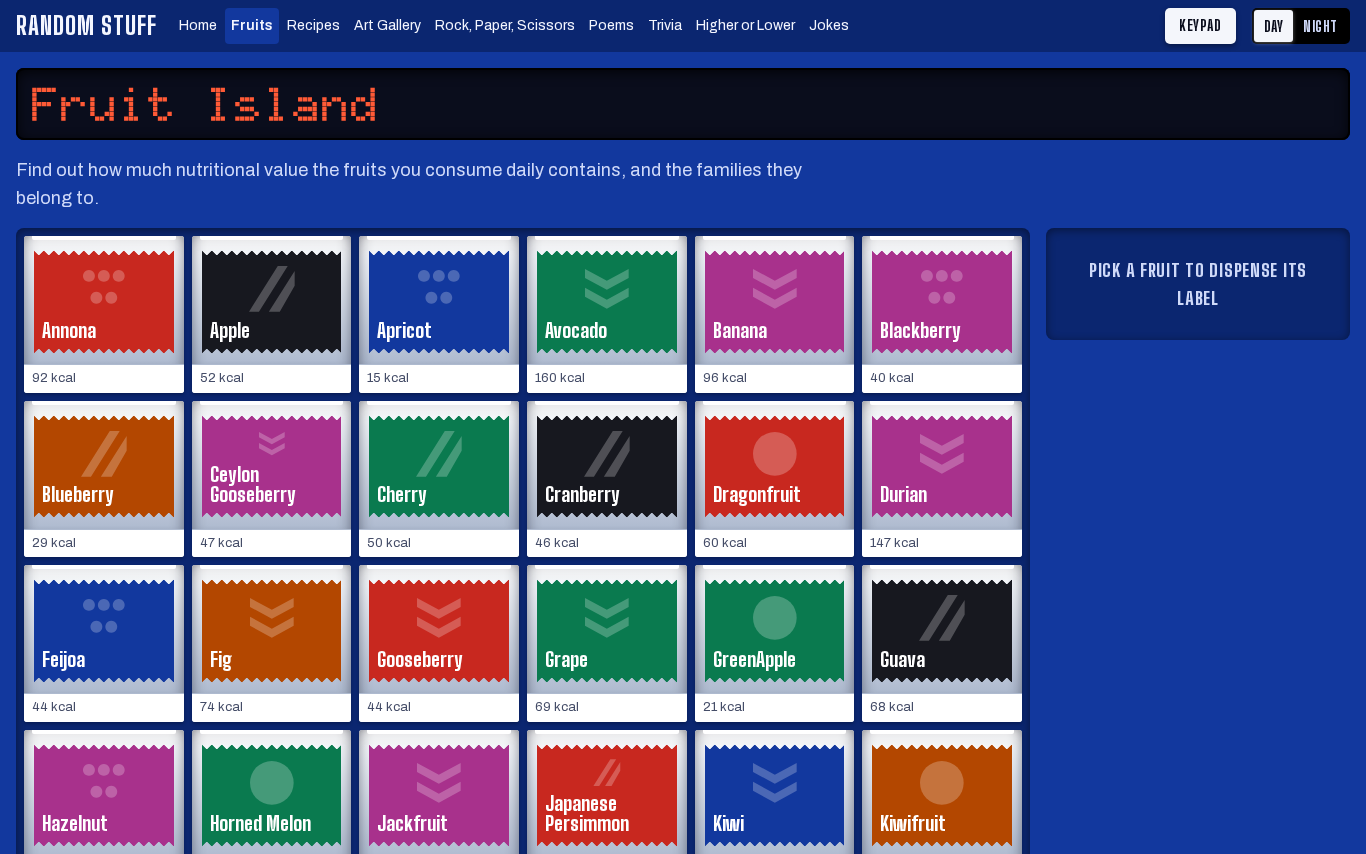 RANDOM STUFF Home Fruits Recipes Art Gallery Rock, Paper, Scissors Poems Trivia Higher or Lower Jokes KEYPAD DAY NIGHT
Fruit Island
Find out how much nutritional value the fruits you consume daily contains, and the families they
belong to.
PICK A FRUIT TO DISPENSE ITS
LABEL
Annona Apple Apricot Avocado Banana Blackberry
92 kcal 52 kcal 15 kcal 160 kcal 96 kcal 40 kcal
Blueberry Ceylon Gooseberry Cherry Cranberry Dragonfruit Durian
29 kcal 47 kcal 50 kcal 46 kcal 60 kcal 147 kcal
Feijoa Fig Gooseberry Grape GreenApple Guava
44 kcal 74 kcal 44 kcal 69 kcal 21 kcal 68 kcal
Hazelnut Horned Melon Jackfruit Japanese Persimmon Kiwi Kiwifruit